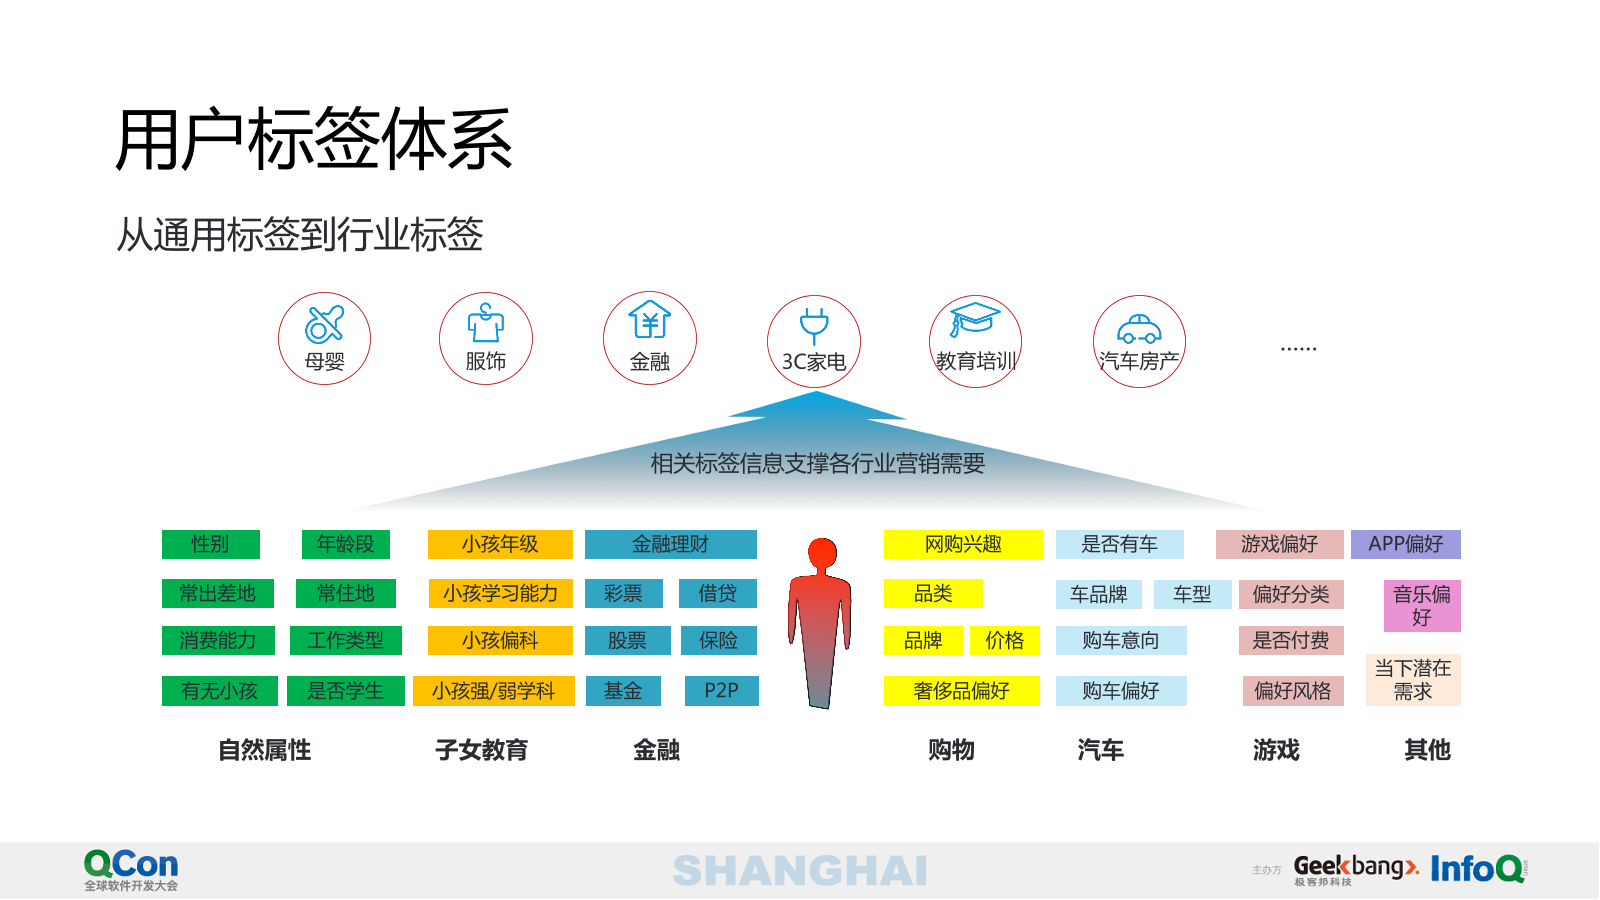 用户标签体系
从通用标签到行业标签
母婴
服饰
金融
3C家电
教育培训
汽车房产
······
相关标签信息支撑各行业营销需要
性别
年龄段
小孩年级
金融理财
网购兴趣
是否有车
游戏偏好
APP偏好
常出差地
常住地
小孩学习能力
彩票
借贷
品类
车品牌
车型
偏好分类
音乐偏
好
消费能力
工作类型
小孩偏科
股票
保险
品牌
价格
购车意向
是否付费
当下潜在
需求
有无小孩
是否学生
小孩强/弱学科
基金
P2P
奢侈品偏好
购车偏好
偏好风格
自然属性
子女教育
金融
购物
汽车
游戏
其他
QCon
全球软件开发大会
SHANGHAI
主办方
Geekbang>.
极客邦科技
InfoQ